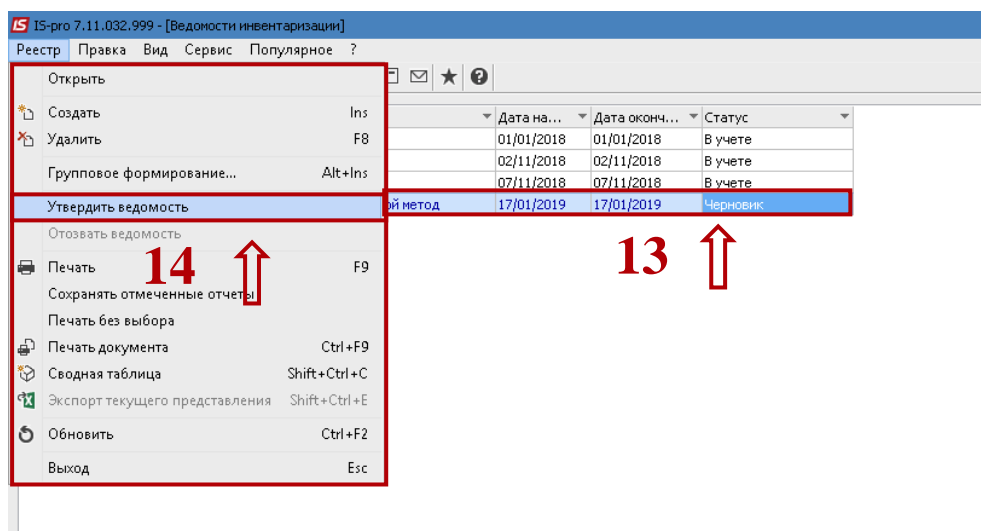 IS-pro 7.11.032.999 - [Ведомости инвентаризации]
Реестр Правка Вид Сервис Популярное ?
Открыть
Создать Ins
Удалить F8
Групповое формирование... Alt+Ins
Утвердить ведомость
Отозвать ведомость
Печать F9
Сохранять отмеченные отчеты
Печать без выбора
Печать документа Ctrl+F9
Сводная таблица Shift+Ctrl+C
Экспорт текущего представления Shift+Ctrl+E
Обновить Ctrl+F2
Выход Esc
Дата на... Дата оконч... Статус
01/01/2018 01/01/2018 В учете
02/11/2018 02/11/2018 В учете
07/11/2018 07/11/2018 В учете
ой метод 17/01/2019 17/01/2019 Черновик
14
13